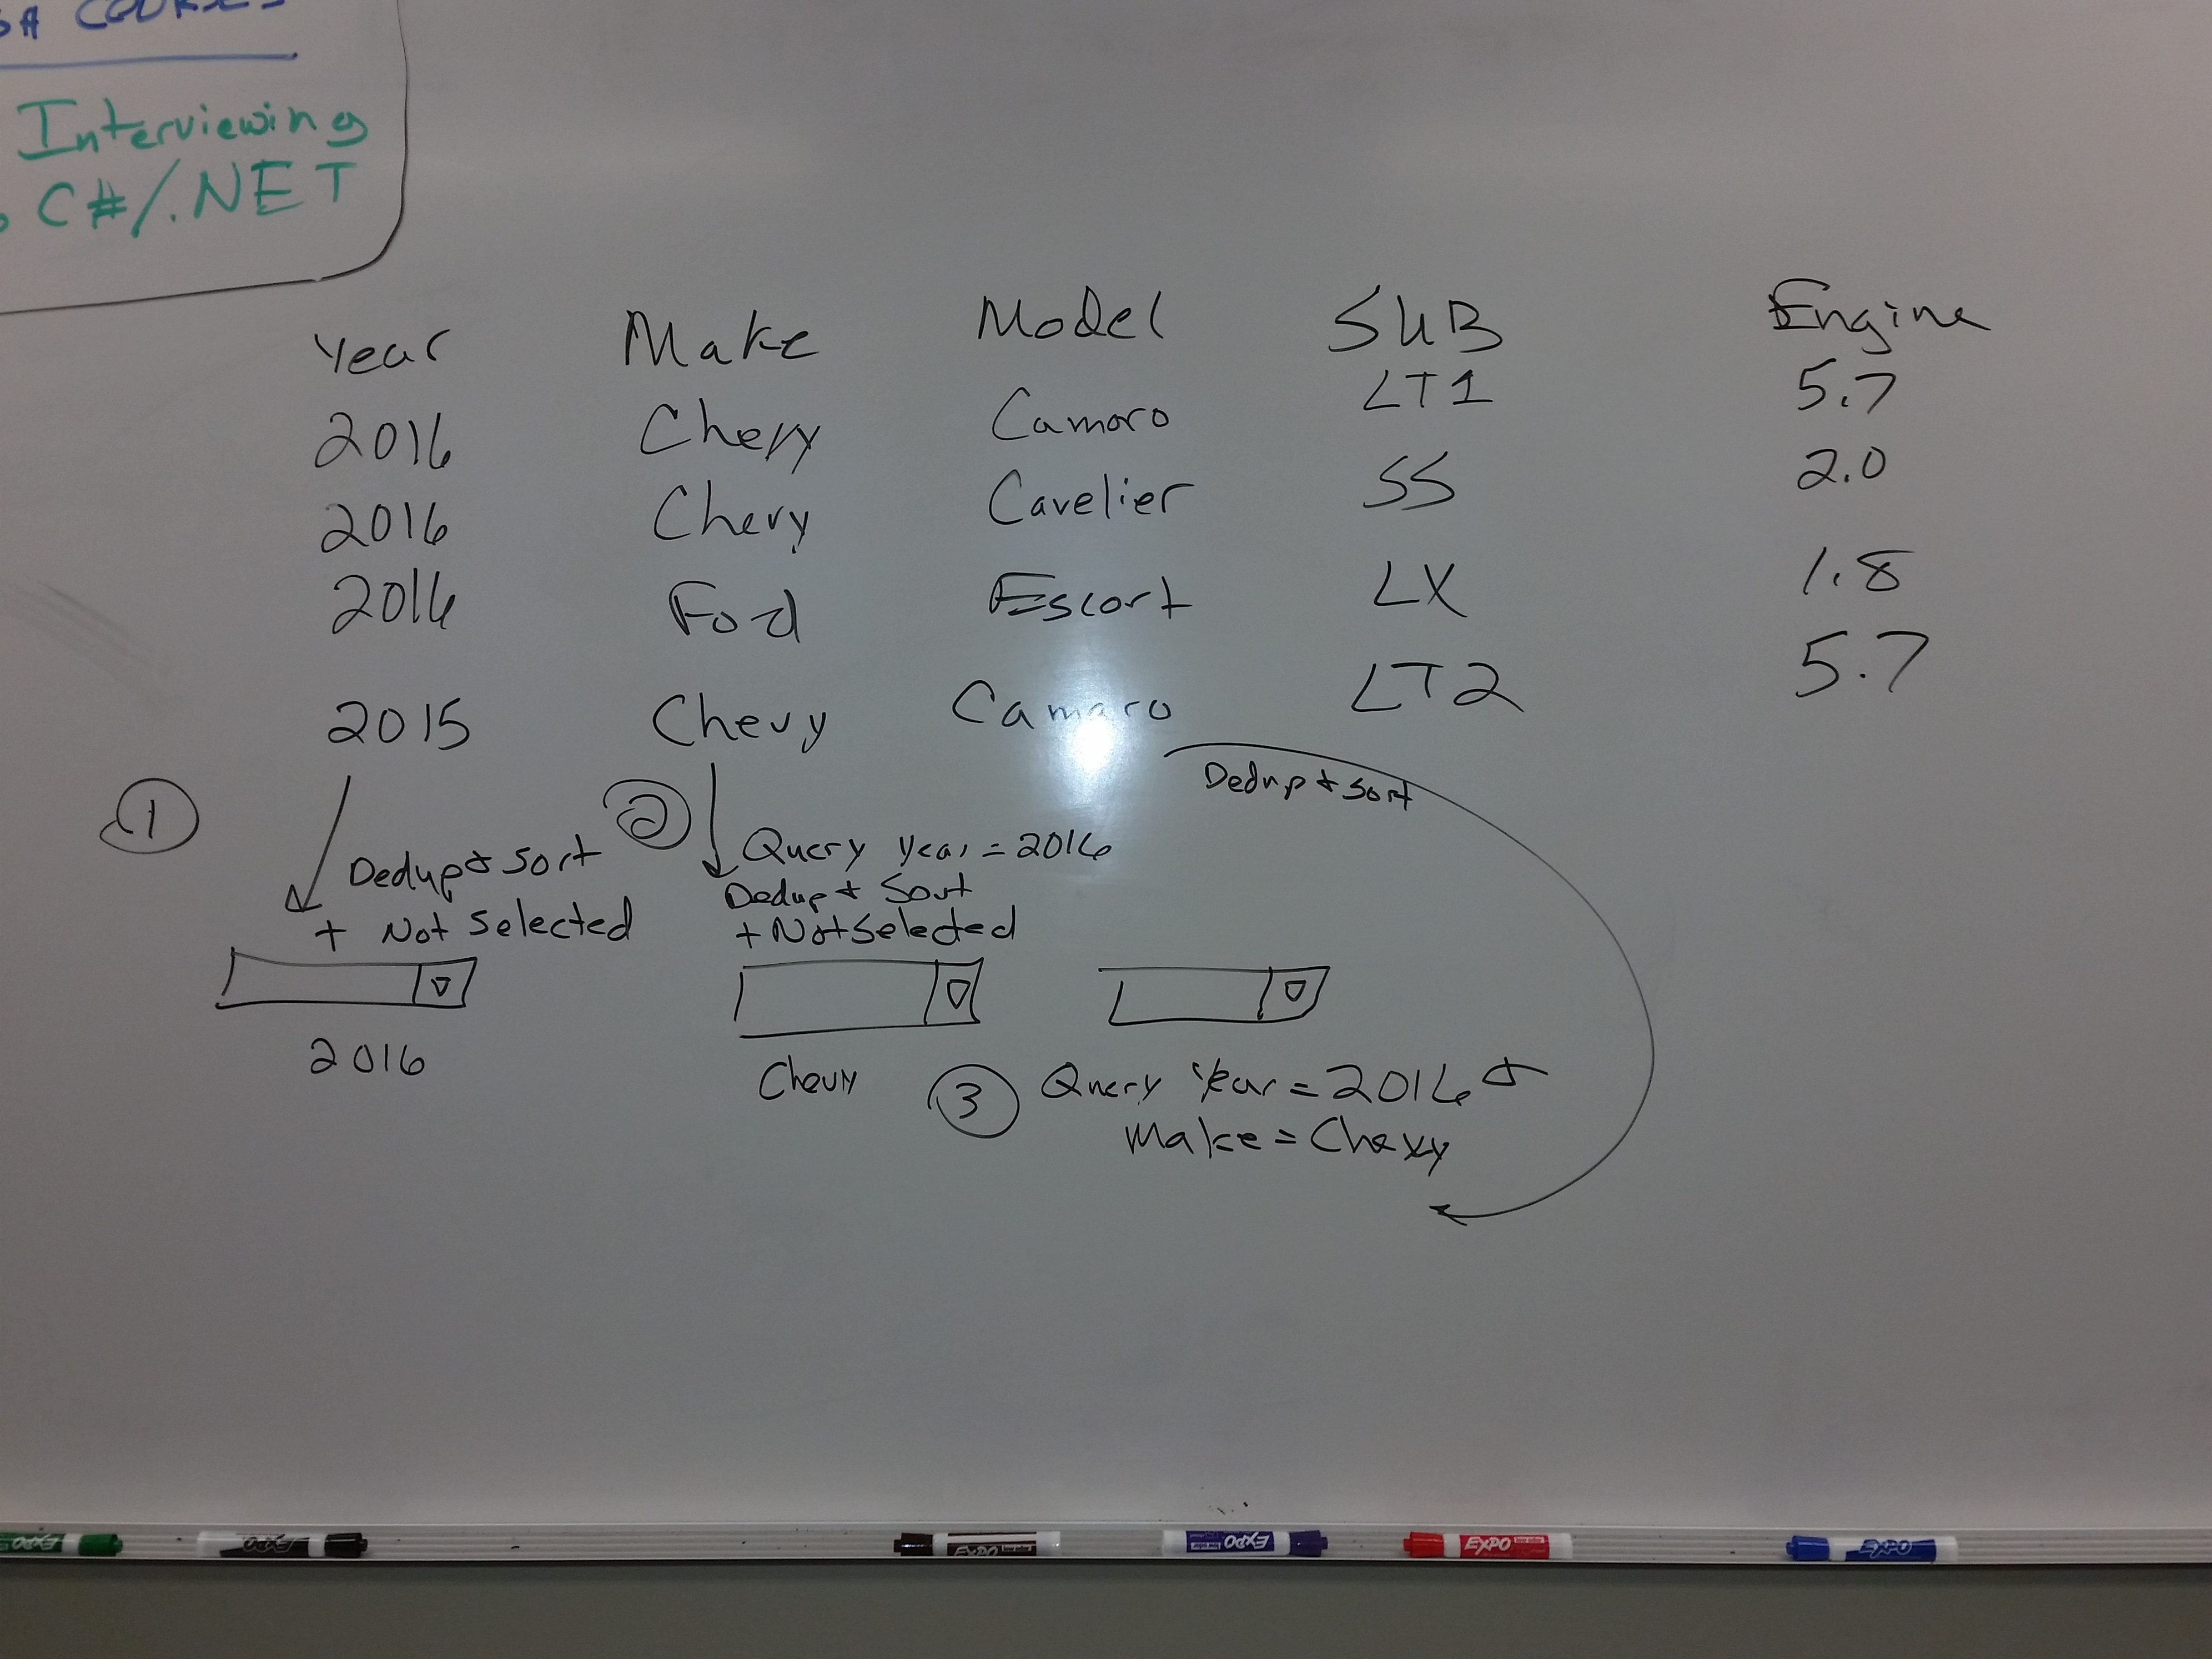 COURSES
Interviewing
C#/.NET
Year Make Model SUB Engine
2016 Chevy Camaro LT1 5.7
2016 Chevy Cavelier SS 2.0
2016 Ford Escort LX 1.8
2015 Chevy Camaro LT2 5.7
1
Dedup & Sort
+ Not Selected
2016
2
Query year = 2016
Dedup & Sort
+ Not Selected
Chevy
Dedup & Sort
3
Query Year = 2016 &
Make = Chevy
EXPO
EXPO
EXPO
EXPO
EXPO
EXPO